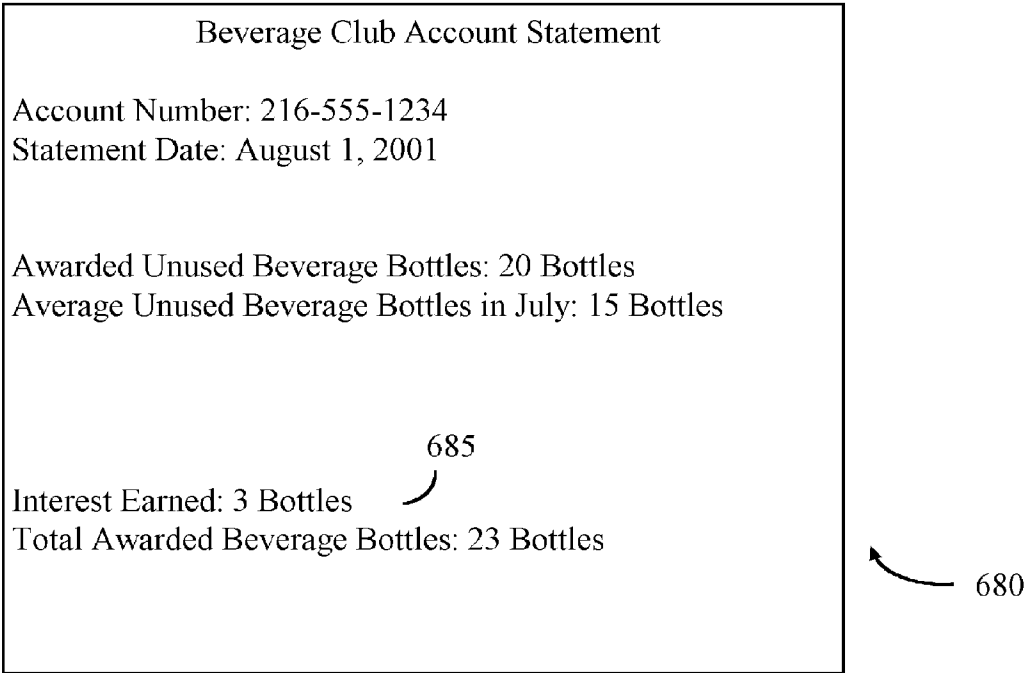 Beverage Club Account Statement
Account Number: 216-555-1234
Statement Date: August 1, 2001
Awarded Unused Beverage Bottles: 20 Bottles
Average Unused Beverage Bottles in July: 15 Bottles
685
Interest Earned: 3 Bottles
Total Awarded Beverage Bottles: 23 Bottles
680